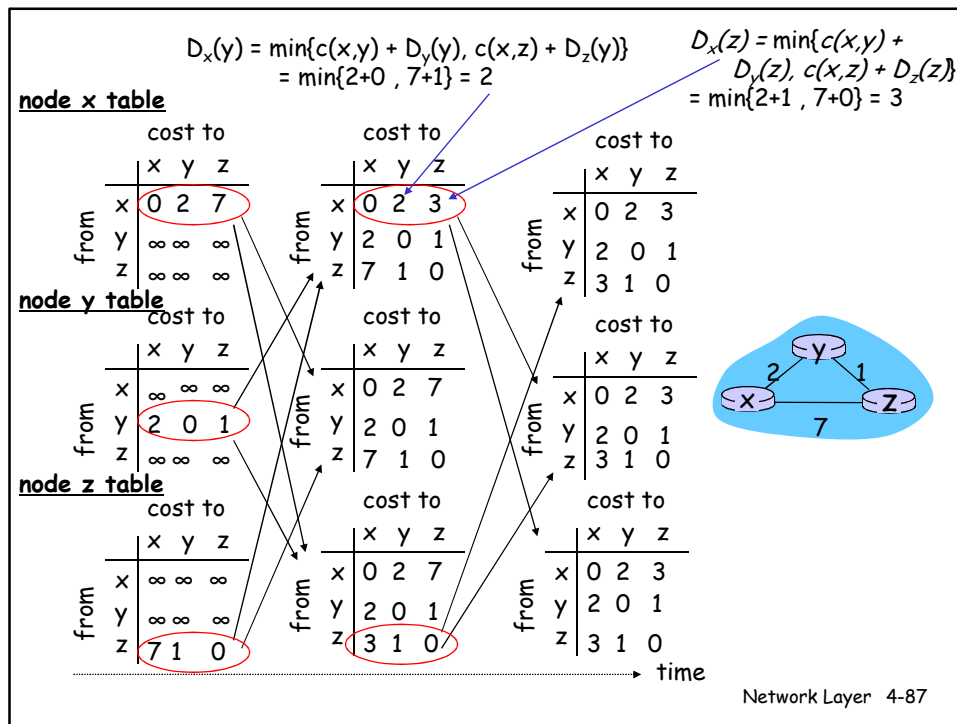 D_x(y) = min{c(x,y) + D_y(y), c(x,z) + D_z(y)}
= min{2+0 , 7+1} = 2
D_x(z) = min{c(x,y) +
D_y(z), c(x,z) + D_z(z)}
= min{2+1 , 7+0} = 3
node x table
cost to
x y z
from
x 0 2 7
y ∞ ∞ ∞
z ∞ ∞ ∞
cost to
x y z
from
x 0 2 3
y 2 0 1
z 7 1 0
cost to
x y z
from
x 0 2 3
y 2 0 1
z 3 1 0
node y table
cost to
x y z
from
x ∞ ∞ ∞
y 2 0 1
z ∞ ∞ ∞
cost to
x y z
from
x 0 2 7
y 2 0 1
z 7 1 0
cost to
x y z
from
x 0 2 3
y 2 0 1
z 3 1 0
node z table
cost to
x y z
from
x ∞ ∞ ∞
y ∞ ∞ ∞
z 7 1 0
cost to
x y z
from
x 0 2 7
y 2 0 1
z 3 1 0
cost to
x y z
from
x 0 2 3
y 2 0 1
z 3 1 0
time
y
2 1
x z
7
Network Layer 4-87